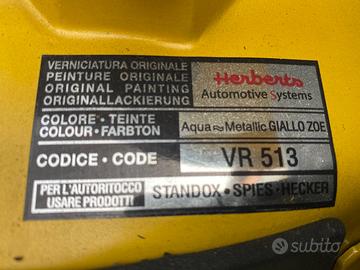 VERNICIATURA ORIGINALE
PEINTURE ORIGINALE
ORIGINAL PAINTING
ORIGINALLACKIERUNG
Herberts
Automotive Systems
COLORE · TEINTE
COLOUR · FARBTON
Aqua≈Metallic GIALLO ZOE
CODICE · CODE
VR 513
PER L'AUTORITOCCO
USARE PRODOTTI
STANDOX · SPIES · HECKER
subito